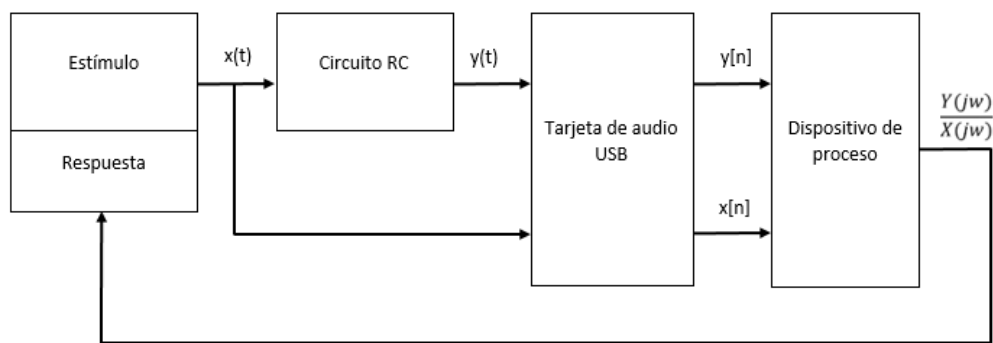 Estímulo
Respuesta
x(t)
Circuito RC
y(t)
Tarjeta de audio
USB
y[n]
x[n]
Dispositivo de
proceso
Y(jw)
X(jw)